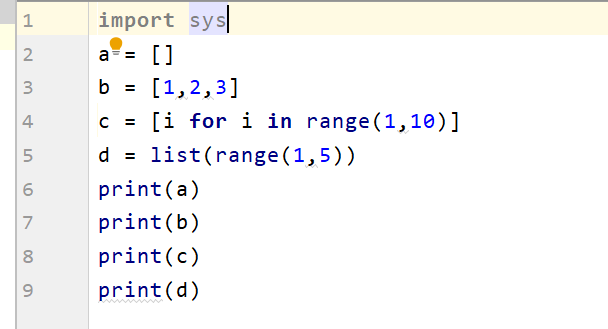 1 import sys
2 a = []
3 b = [1,2,3]
4 c = [i for i in range(1,10)]
5 d = list(range(1,5))
6 print(a)
7 print(b)
8 print(c)
9 print(d)